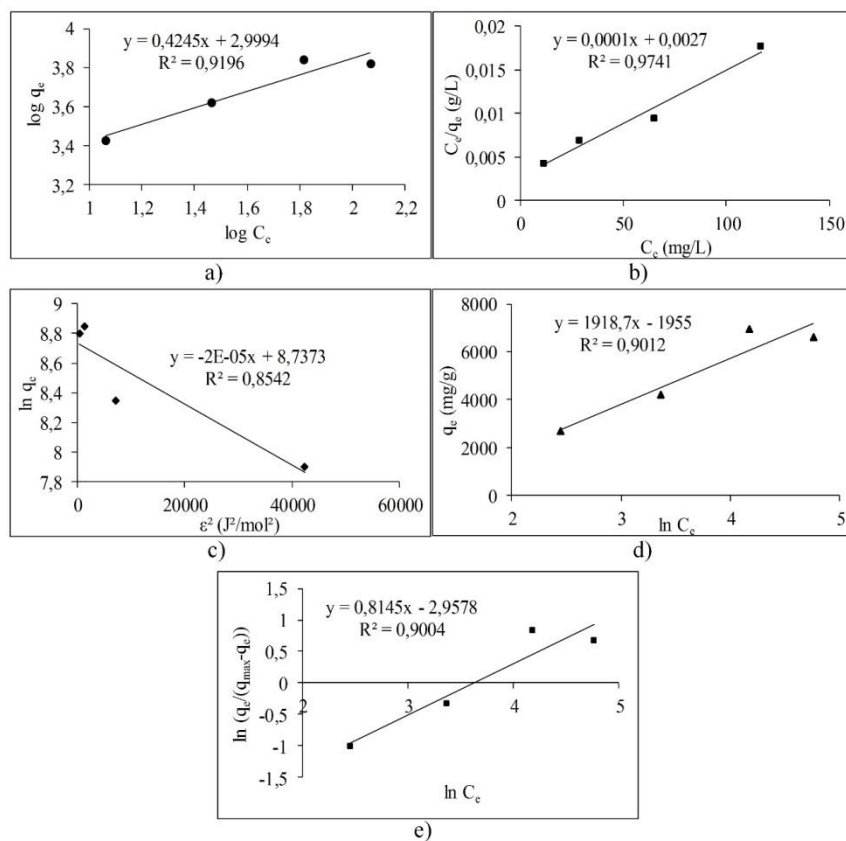 4
3,8
3,6
3,4
3,2
log qe
y = 0,4245x + 2,9994
R² = 0,9196
1 1,2 1,4 1,6 1,8 2 2,2
log Ce
a)
0,02
0,015
0,01
0,005
0
Ce/qe (g/L)
y = 0,0001x + 0,0027
R² = 0,9741
0 50 100 150
Ce (mg/L)
b)
9
8,8
8,6
8,4
8,2
8
7,8
ln qe
y = -2E-05x + 8,7373
R² = 0,8542
0 20000 40000 60000
ε² (J²/mol²)
c)
8000
6000
4000
2000
0
qe (mg/g)
y = 1918,7x - 1955
R² = 0,9012
2 3 4 5
ln Ce
d)
1,5
1
0,5
0
-0,5
-1
-1,5
ln (qe/(qmax-qe))
y = 0,8145x - 2,9578
R² = 0,9004
2 3 4 5
ln Ce
e)